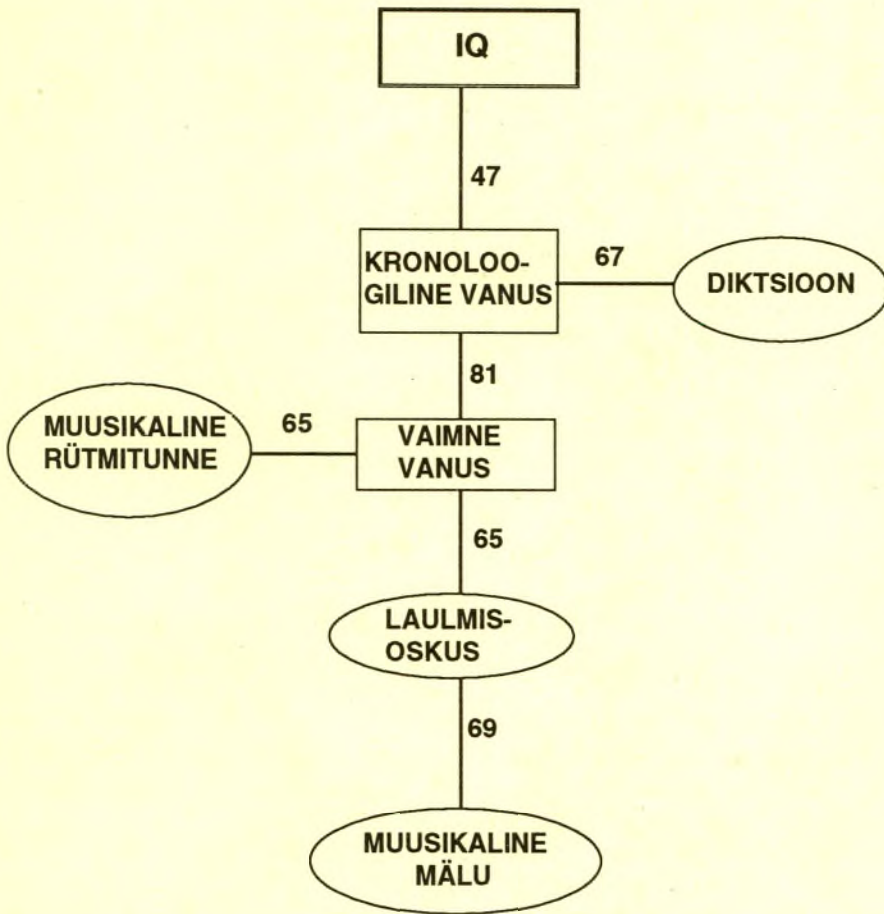 IQ
47
KRONOLOO-
GILINE VANUS
67
DIKTSIOON
81
MUUSIKALINE
RÜTMITUNNE
65
VAIMNE
VANUS
65
LAULMIS-
OSKUS
69
MUUSIKALINE
MÄLU